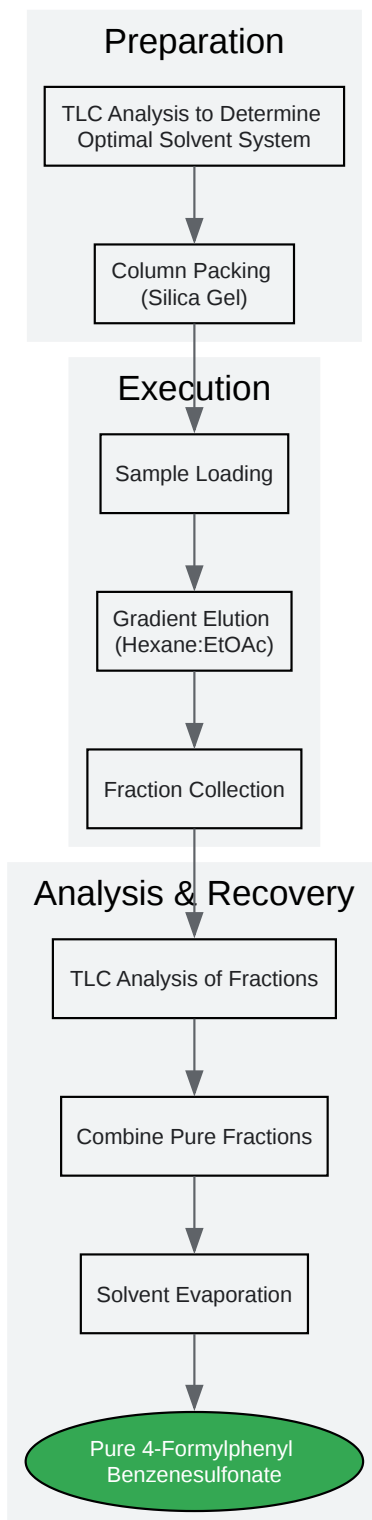 Preparation
TLC Analysis to Determine
Optimal Solvent System
Column Packing
(Silica Gel)
Execution
Sample Loading
Gradient Elution
(Hexane:EtOAc)
Fraction Collection
Analysis & Recovery
TLC Analysis of Fractions
Combine Pure Fractions
Solvent Evaporation
Pure 4-Formylphenyl
Benzenesulfonate